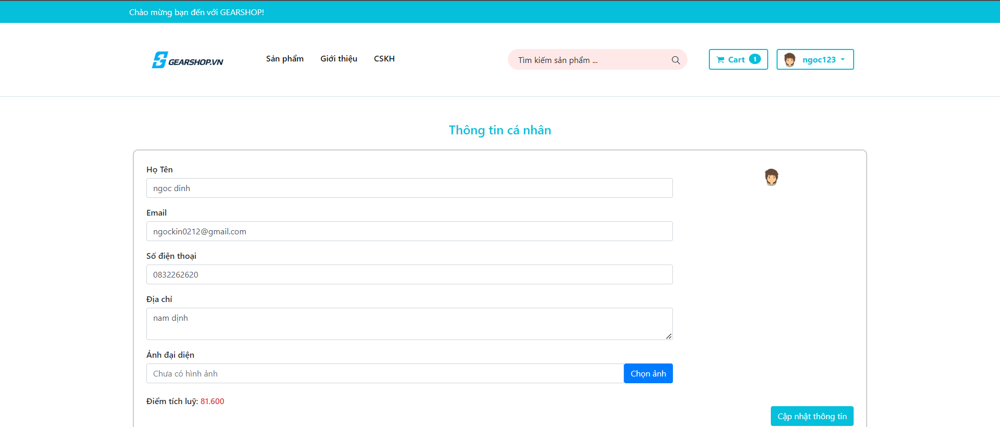 Chào mừng bạn đến với GEARSHOP!
GEARSHOP.VN
Sản phẩm Giới thiệu CSKH
Tìm kiếm sản phẩm ...
Cart 1
ngoc123
Thông tin cá nhân
Họ Tên
ngoc dinh
Email
ngockin0212@gmail.com
Số điện thoại
0832262620
Địa chỉ
nam dịnh
Ảnh đại diện
Chưa có hình ảnh
Chọn ảnh
Điểm tích luỹ: 81.600
Cập nhật thông tin